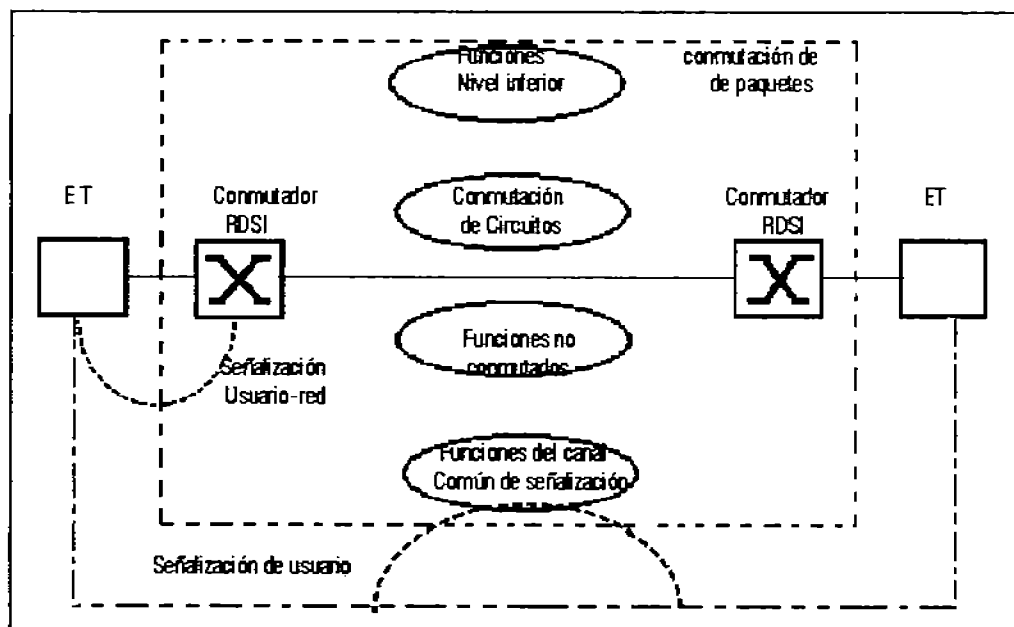 Funciones
Nivel inferior
conmutación de
de paquetes
ET
Conmutador
RDSI
Conmutación
de Circuitos
Conmutador
RDSI
ET
Funciones no
conmutados
Señalización
Usuario-red
Funciones del canal
Común de señalización
Señalización de usuario